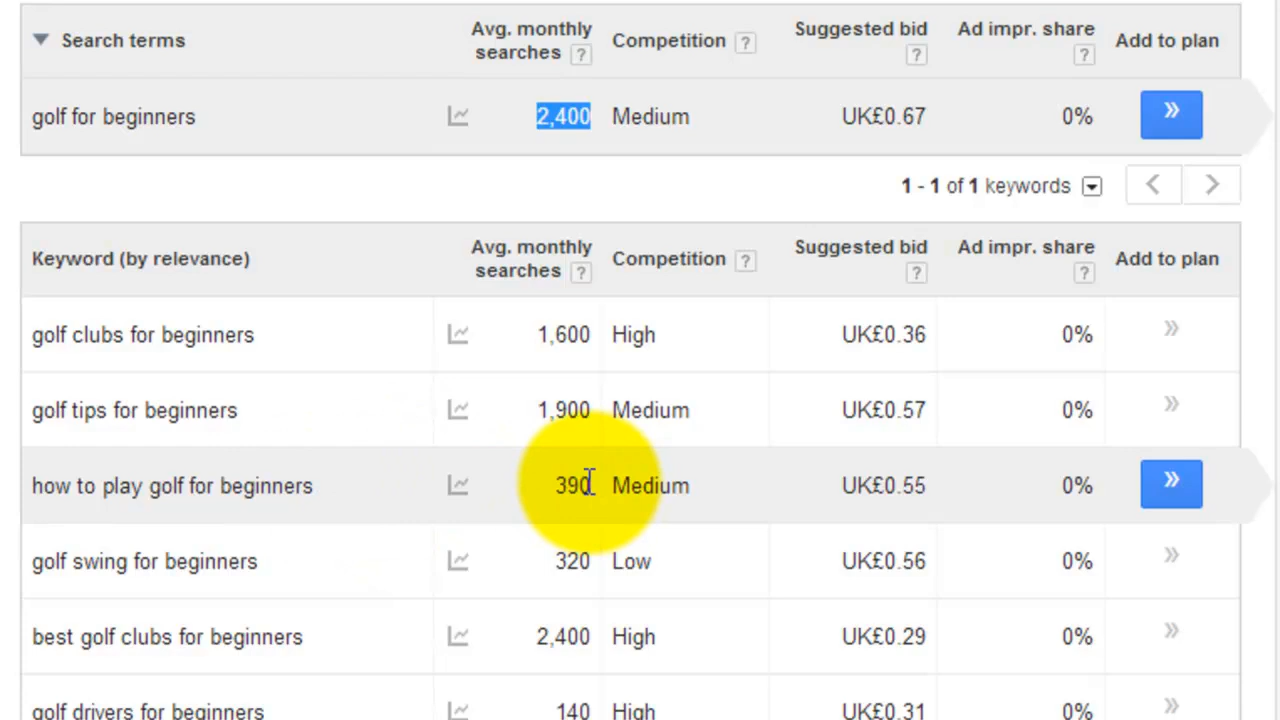 Search terms Avg. monthly searches ? Competition ? Suggested bid ? Ad impr. share ? Add to plan
golf for beginners 2,400 Medium UK£0.67 0% »
1 - 1 of 1 keywords
Keyword (by relevance) Avg. monthly searches ? Competition ? Suggested bid ? Ad impr. share ? Add to plan
golf clubs for beginners 1,600 High UK£0.36 0% »
golf tips for beginners 1,900 Medium UK£0.57 0% »
how to play golf for beginners 390 Medium UK£0.55 0% »
golf swing for beginners 320 Low UK£0.56 0% »
best golf clubs for beginners 2,400 High UK£0.29 0% »
golf drivers for beginners 140 High UK£0.31 0% »